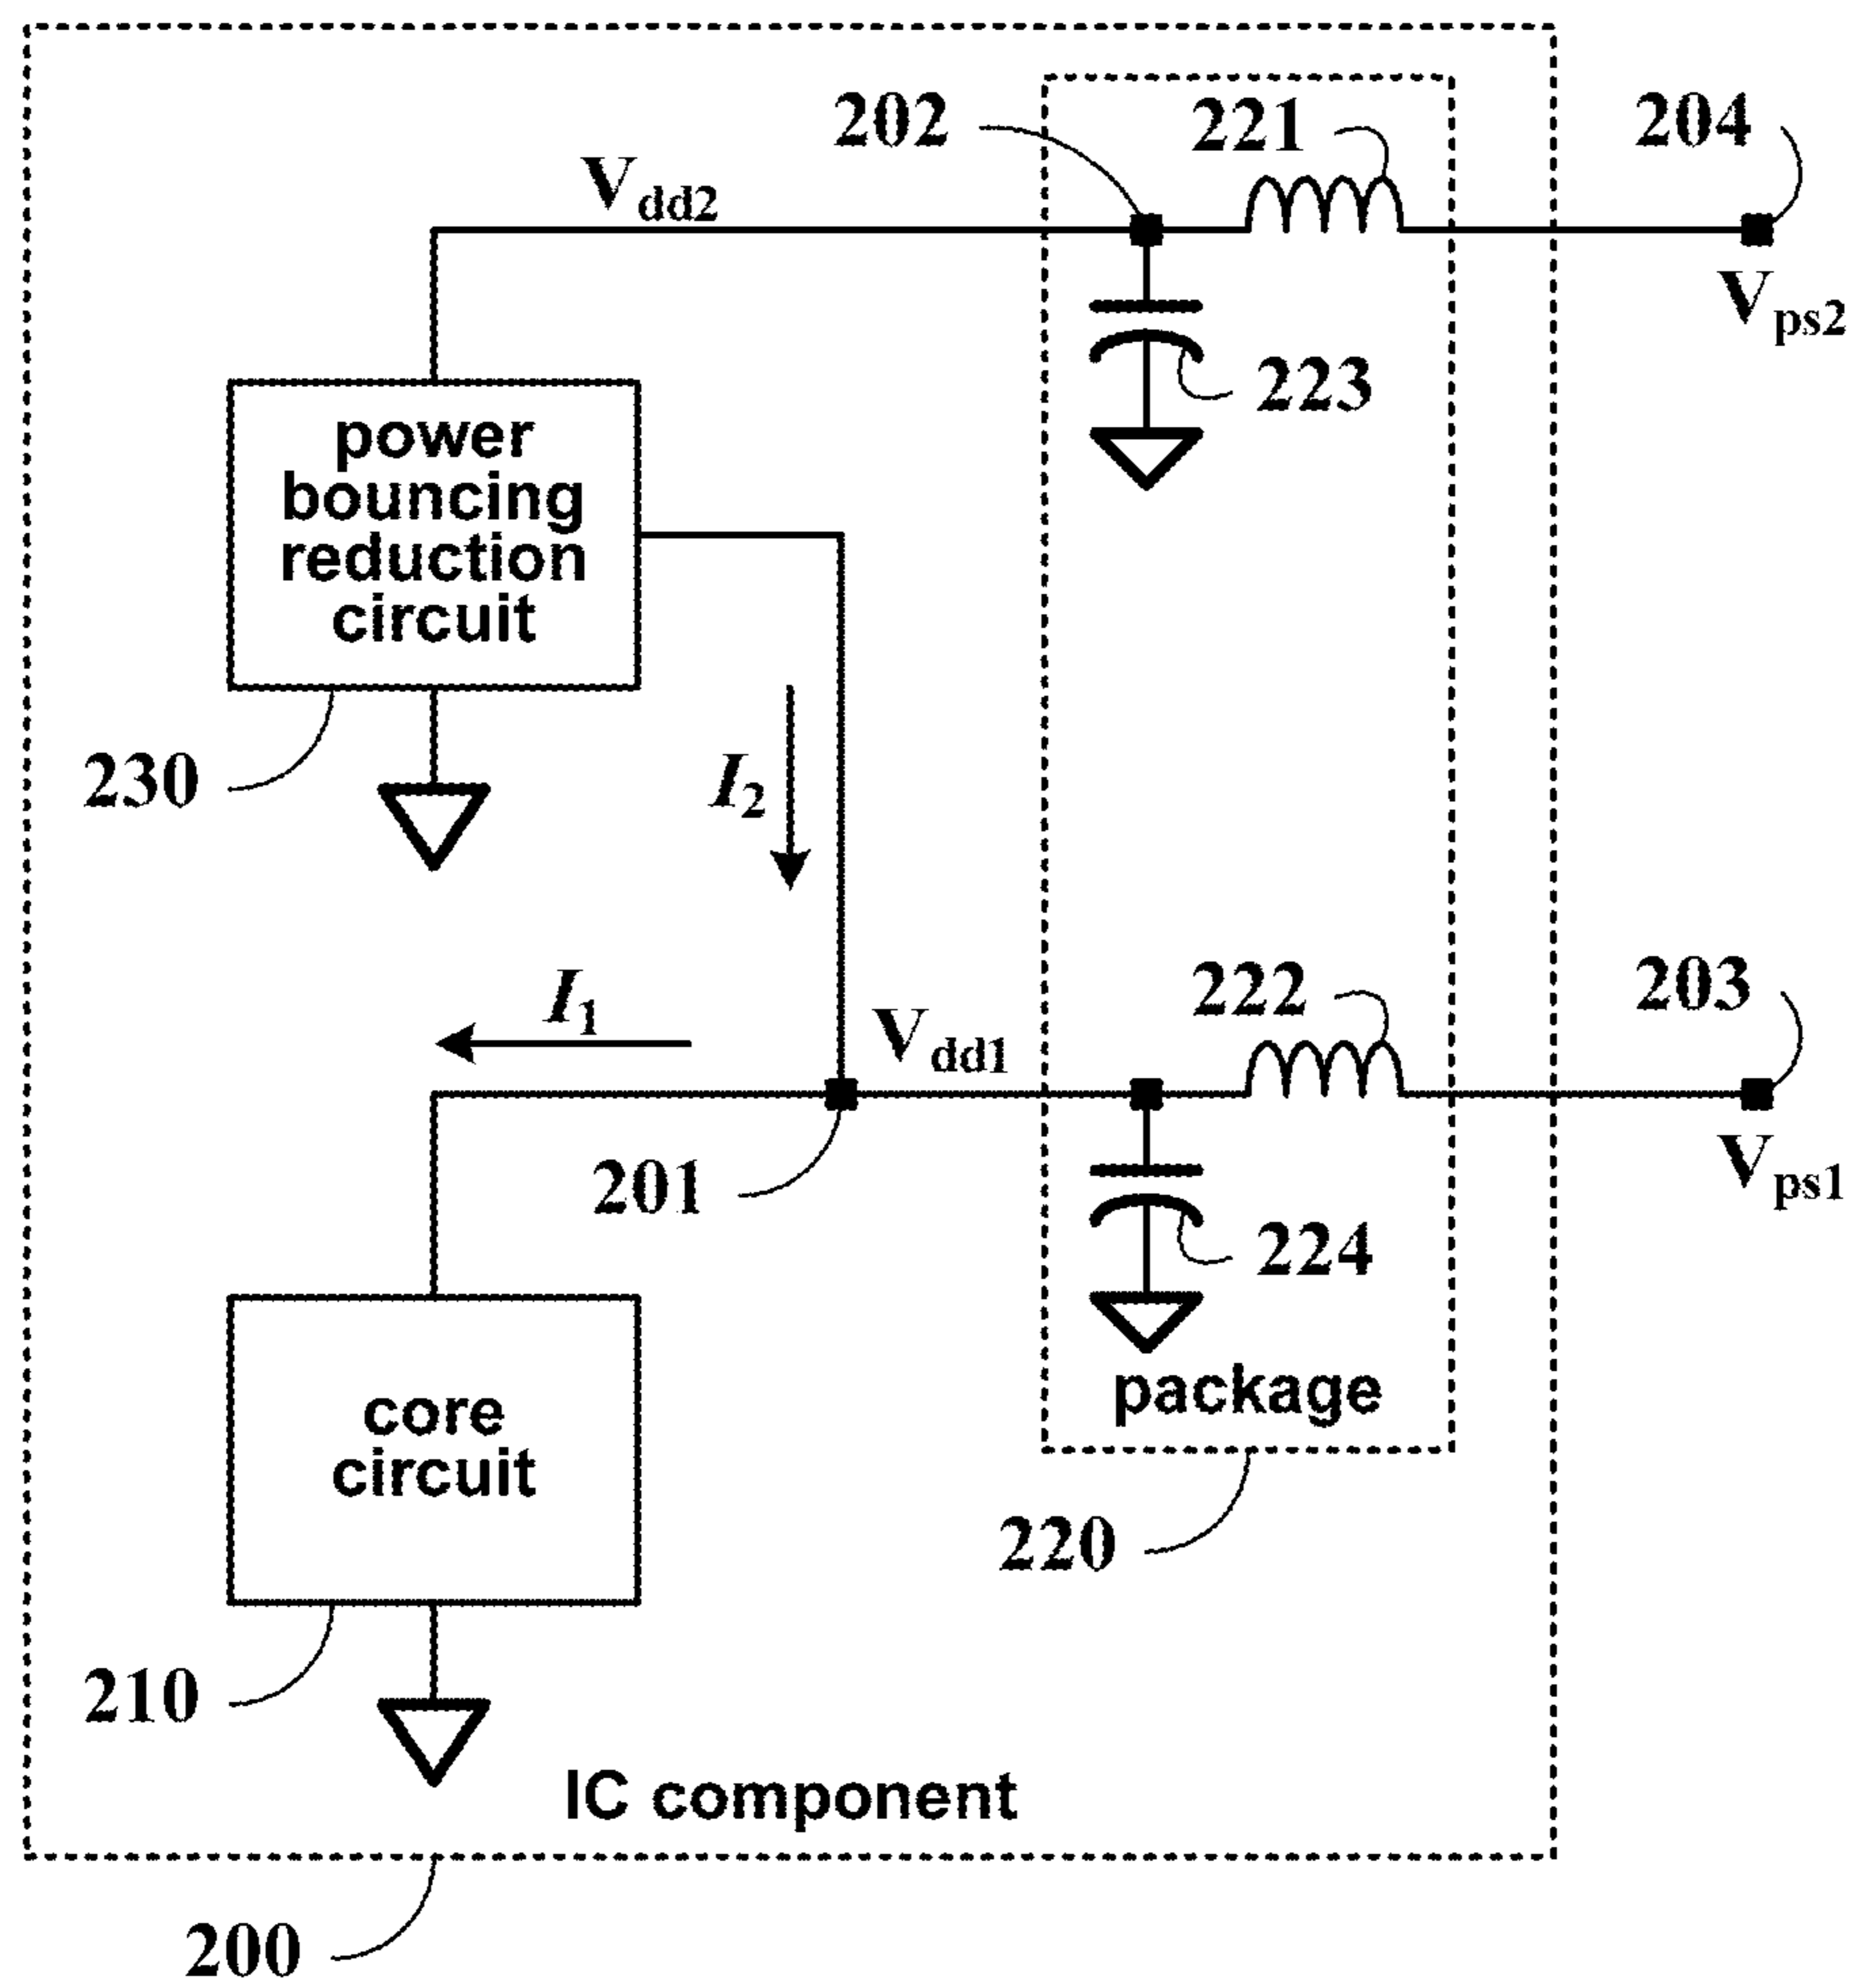 202
221
204
Vdd2
Vps2
223
power
bouncing
reduction
circuit
230
I2
222
203
I1
Vdd1
201
Vps1
224
package
core
circuit
220
210
IC component
200